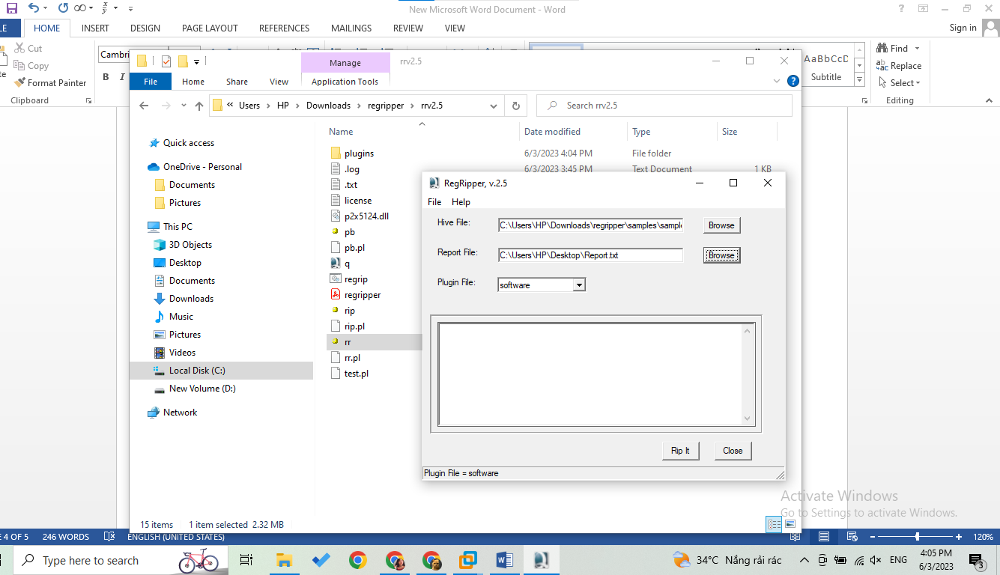 New Microsoft Word Document - Word
HOME INSERT DESIGN PAGE LAYOUT REFERENCES MAILINGS REVIEW VIEW
Sign in
Cut
Copy
Format Painter
Clipboard
Cambri
B I
AaBbCcD
Subtitle
Find
Replace
Select
Editing
Manage
rrv2.5
File Home Share View Application Tools
« Users > HP > Downloads > regripper > rrv2.5
Search rrv2.5
Quick access
OneDrive - Personal
Documents
Pictures
This PC
3D Objects
Desktop
Documents
Downloads
Music
Pictures
Videos
Local Disk (C:)
New Volume (D:)
Network
Name Date modified Type Size
plugins 6/3/2023 4:04 PM File folder
.log 6/3/2023 3:45 PM Text Document 1 KB
.txt
license
p2x5124.dll
pb
pb.pl
q
regrip
regripper
rip
rip.pl
rr
rr.pl
test.pl
15 items 1 item selected 2.32 MB
RegRipper, v.2.5
File Help
Hive File: C:\Users\HP\Downloads\regripper\samples\sample Browse
Report File: C:\Users\HP\Desktop\Report.txt Browse
Plugin File: software
Rip It Close
Plugin File = software
Activate Windows
Go to Settings to activate Windows.
E 4 OF 5 246 WORDS ENGLISH (UNITED STATES) 120%
Type here to search
34°C Nắng rải rác
ENG
4:05 PM
6/3/2023
3